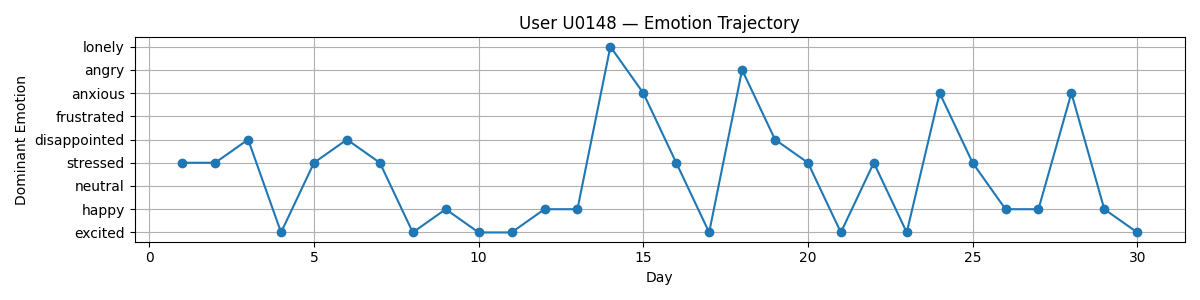 User U0148 — Emotion Trajectory
Dominant Emotion
lonely
angry
anxious
frustrated
disappointed
stressed
neutral
happy
excited
0 5 10 15 20 25 30
Day